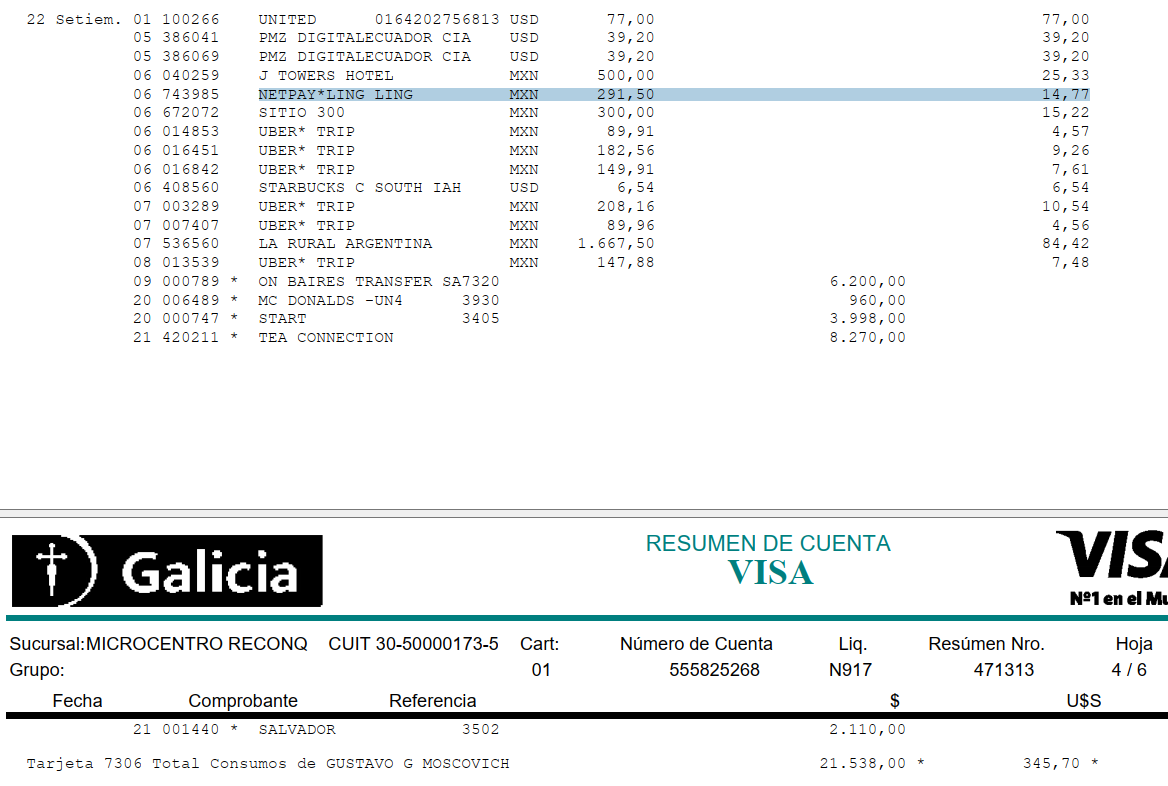 22 Setiem. 01 100266 UNITED 0164202756813 USD 77,00 77,00
05 386041 PMZ DIGITALECUADOR CIA USD 39,20 39,20
05 386069 PMZ DIGITALECUADOR CIA USD 39,20 39,20
06 040259 J TOWERS HOTEL MXN 500,00 25,33
06 743985 NETPAY*LING LING MXN 291,50 14,77
06 672072 SITIO 300 MXN 300,00 15,22
06 014853 UBER* TRIP MXN 89,91 4,57
06 016451 UBER* TRIP MXN 182,56 9,26
06 016842 UBER* TRIP MXN 149,91 7,61
06 408560 STARBUCKS C SOUTH IAH USD 6,54 6,54
07 003289 UBER* TRIP MXN 208,16 10,54
07 007407 UBER* TRIP MXN 89,96 4,56
07 536560 LA RURAL ARGENTINA MXN 1.667,50 84,42
08 013539 UBER* TRIP MXN 147,88 7,48
09 000789 * ON BAIRES TRANSFER SA7320 6.200,00
20 006489 * MC DONALDS -UN4 3930 960,00
20 000747 * START 3405 3.998,00
21 420211 * TEA CONNECTION 8.270,00
Galicia
RESUMEN DE CUENTA
VISA
VISA
Nº1 en el Mu
Sucursal:MICROCENTRO RECONQ CUIT 30-50000173-5 Cart: Número de Cuenta Liq. Resúmen Nro. Hoja
Grupo: 01 555825268 N917 471313 4 / 6
Fecha Comprobante Referencia $ U$S
21 001440 * SALVADOR 3502 2.110,00
Tarjeta 7306 Total Consumos de GUSTAVO G MOSCOVICH 21.538,00 * 345,70 *